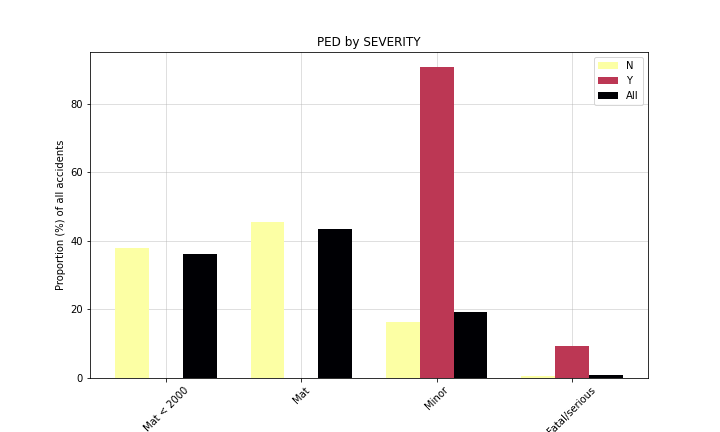 PED by SEVERITY
N
Y
All
Proportion (%) of all accidents
80
60
40
20
0
Mat < 2000
Mat
Minor
Fatal/serious